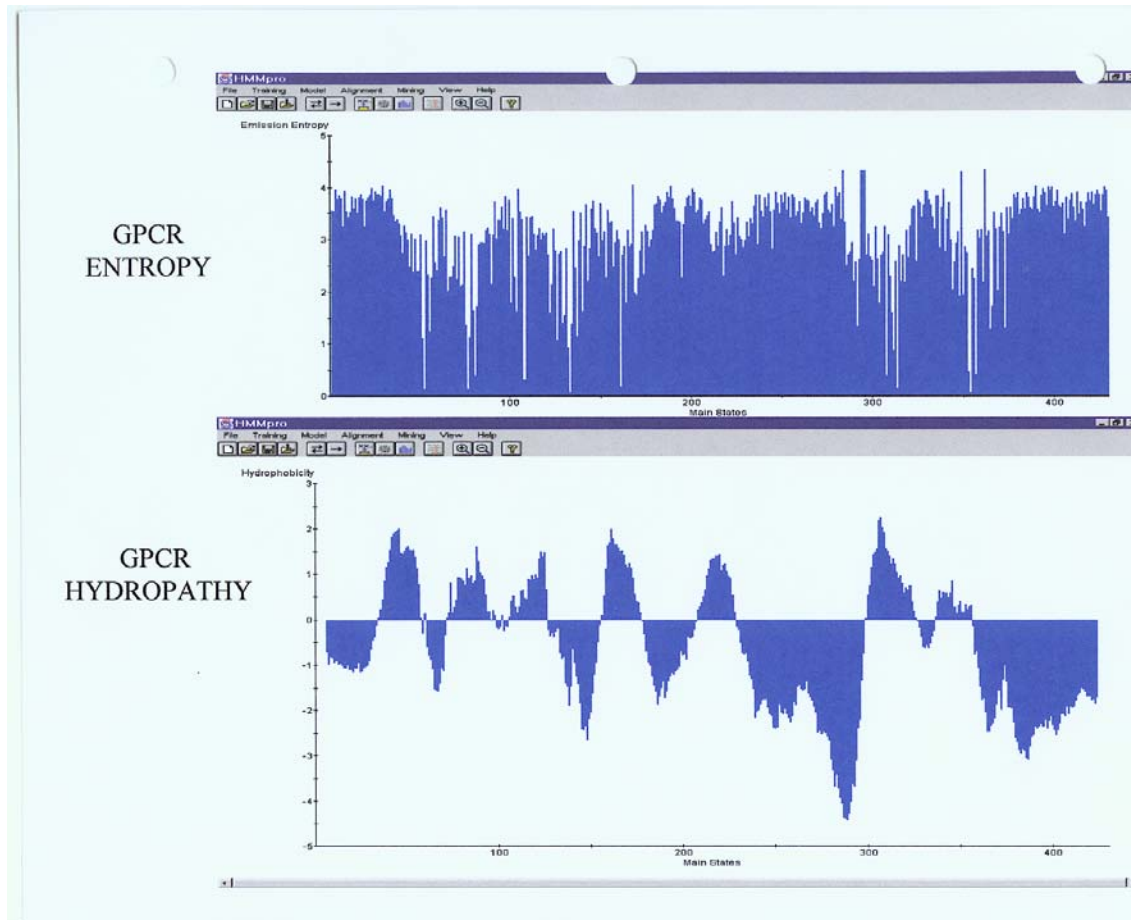 HMMpro
File Training Model Alignment Mining View Help
Emission Entropy
5
4
3
2
1
0
100 200 300 400
Main States
GPCR
ENTROPY
HMMpro
File Training Model Alignment Mining View Help
Hydrophobicity
3
2
1
0
-1
-2
-3
-4
-5
100 200 300 400
Main States
GPCR
HYDROPATHY